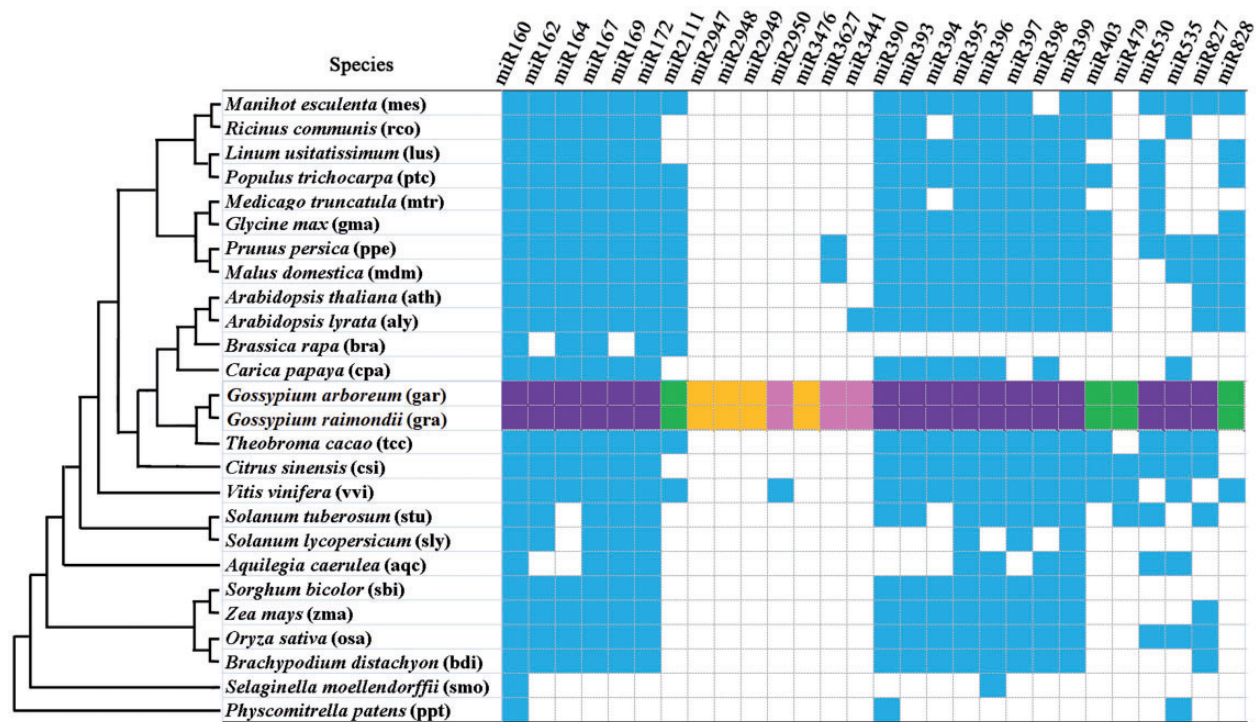 Species
miR160
miR162
miR164
miR167
miR169
miR172
miR2111
miR2947
miR2948
miR2949
miR2950
miR3476
miR3627
miR3441
miR390
miR393
miR394
miR395
miR396
miR397
miR398
miR399
miR403
miR479
miR530
miR535
miR827
miR828
Manihot esculenta (mes)
Ricinus communis (rco)
Linum usitatissimum (lus)
Populus trichocarpa (ptc)
Medicago truncatula (mtr)
Glycine max (gma)
Prunus persica (ppe)
Malus domestica (mdm)
Arabidopsis thaliana (ath)
Arabidopsis lyrata (aly)
Brassica rapa (bra)
Carica papaya (cpa)
Gossypium arboreum (gar)
Gossypium raimondii (gra)
Theobroma cacao (tcc)
Citrus sinensis (csi)
Vitis vinifera (vvi)
Solanum tuberosum (stu)
Solanum lycopersicum (sly)
Aquilegia caerulea (aqc)
Sorghum bicolor (sbi)
Zea mays (zma)
Oryza sativa (osa)
Brachypodium distachyon (bdi)
Selaginella moellendorffii (smo)
Physcomitrella patens (ppt)